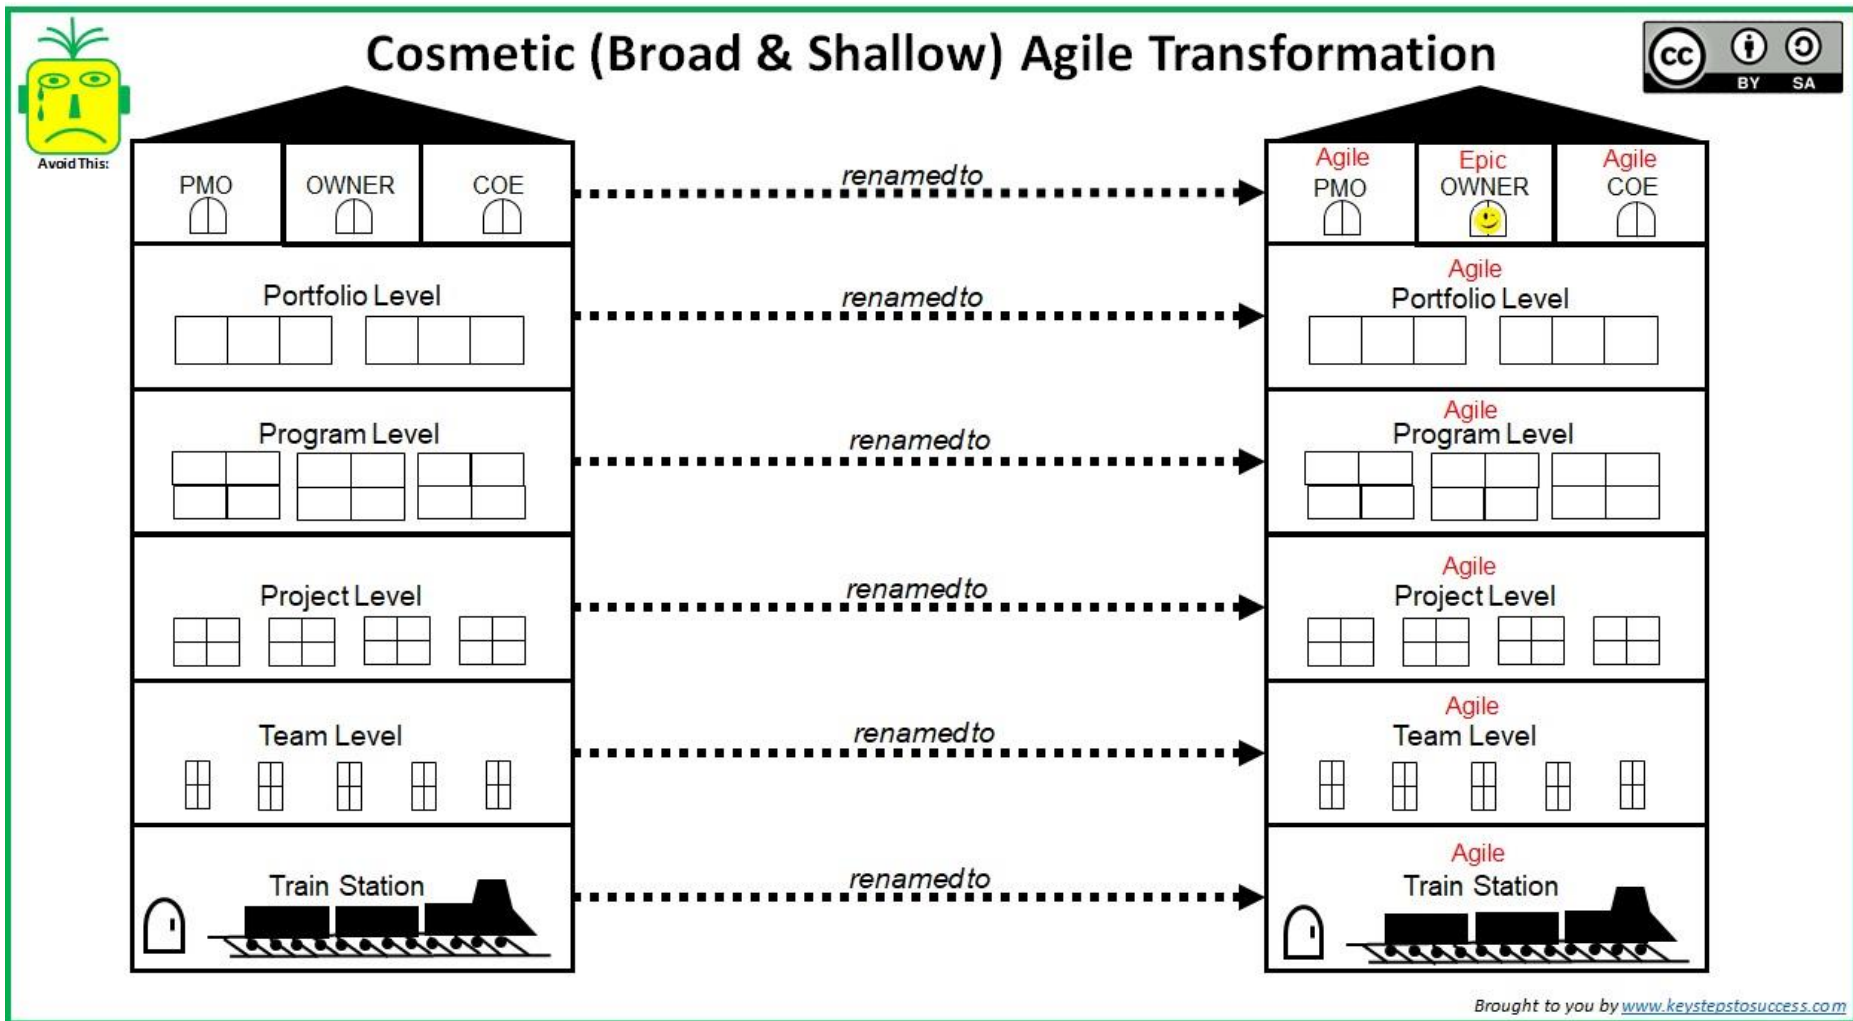 Cosmetic (Broad & Shallow) Agile Transformation
CC BY SA
Avoid This:
PMO
OWNER
COE
renamed to
Agile
PMO
Epic
OWNER
Agile
COE
Portfolio Level
renamed to
Agile
Portfolio Level
Program Level
renamed to
Agile
Program Level
Project Level
renamed to
Agile
Project Level
Team Level
renamed to
Agile
Team Level
Train Station
renamed to
Agile
Train Station
Brought to you by www.keystepstosuccess.com